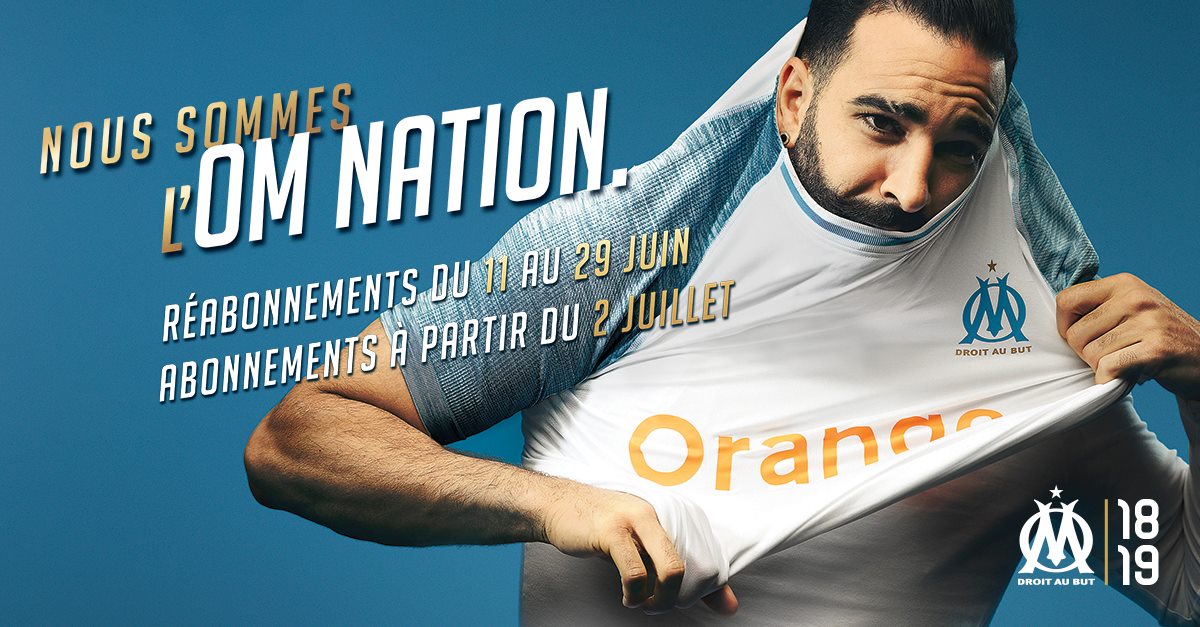 NOUS SOMMES
L'OM NATION.
RÉABONNEMENTS DU 11 AU 29 JUIN
ABONNEMENTS À PARTIR DU 2 JUILLET
DROIT AU BUT
Orange
DROIT AU BUT
18
19